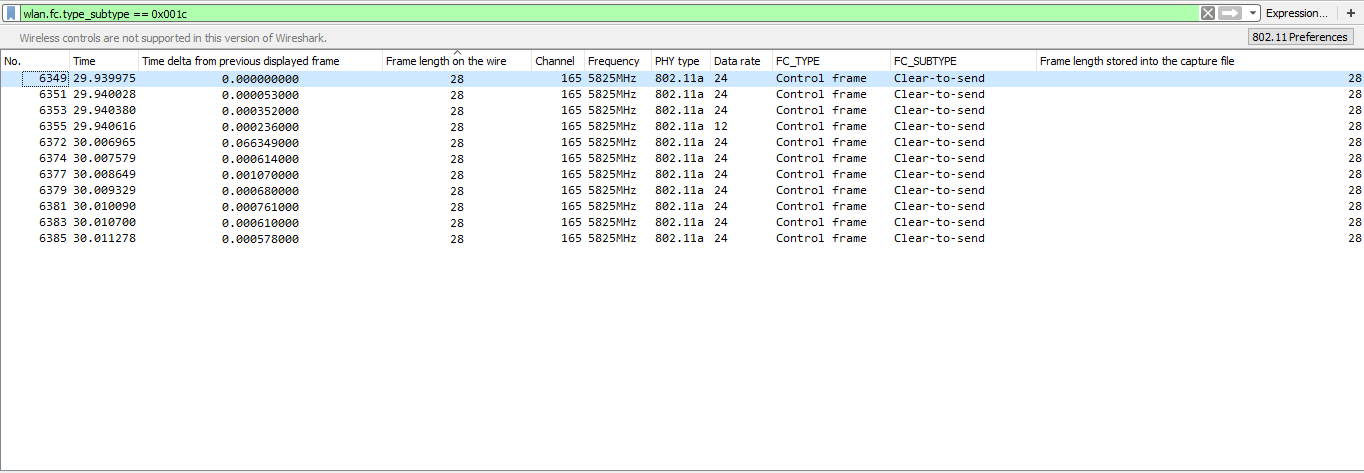 wlan.fc.type_subtype == 0x001c Expression... +
Wireless controls are not supported in this version of Wireshark. 802.11 Preferences
No. Time Time delta from previous displayed frame Frame length on the wire Channel Frequency PHY type Data rate FC_TYPE FC_SUBTYPE Frame length stored into the capture file
6349 29.939975 0.000000000 28 165 5825MHz 802.11a 24 Control frame Clear-to-send 28
6351 29.940028 0.000053000 28 165 5825MHz 802.11a 24 Control frame Clear-to-send 28
6353 29.940380 0.000352000 28 165 5825MHz 802.11a 24 Control frame Clear-to-send 28
6355 29.940616 0.000236000 28 165 5825MHz 802.11a 12 Control frame Clear-to-send 28
6372 30.006965 0.066349000 28 165 5825MHz 802.11a 24 Control frame Clear-to-send 28
6374 30.007579 0.000614000 28 165 5825MHz 802.11a 24 Control frame Clear-to-send 28
6377 30.008649 0.001070000 28 165 5825MHz 802.11a 24 Control frame Clear-to-send 28
6379 30.009329 0.000680000 28 165 5825MHz 802.11a 24 Control frame Clear-to-send 28
6381 30.010090 0.000761000 28 165 5825MHz 802.11a 24 Control frame Clear-to-send 28
6383 30.010700 0.000610000 28 165 5825MHz 802.11a 24 Control frame Clear-to-send 28
6385 30.011278 0.000578000 28 165 5825MHz 802.11a 24 Control frame Clear-to-send 28